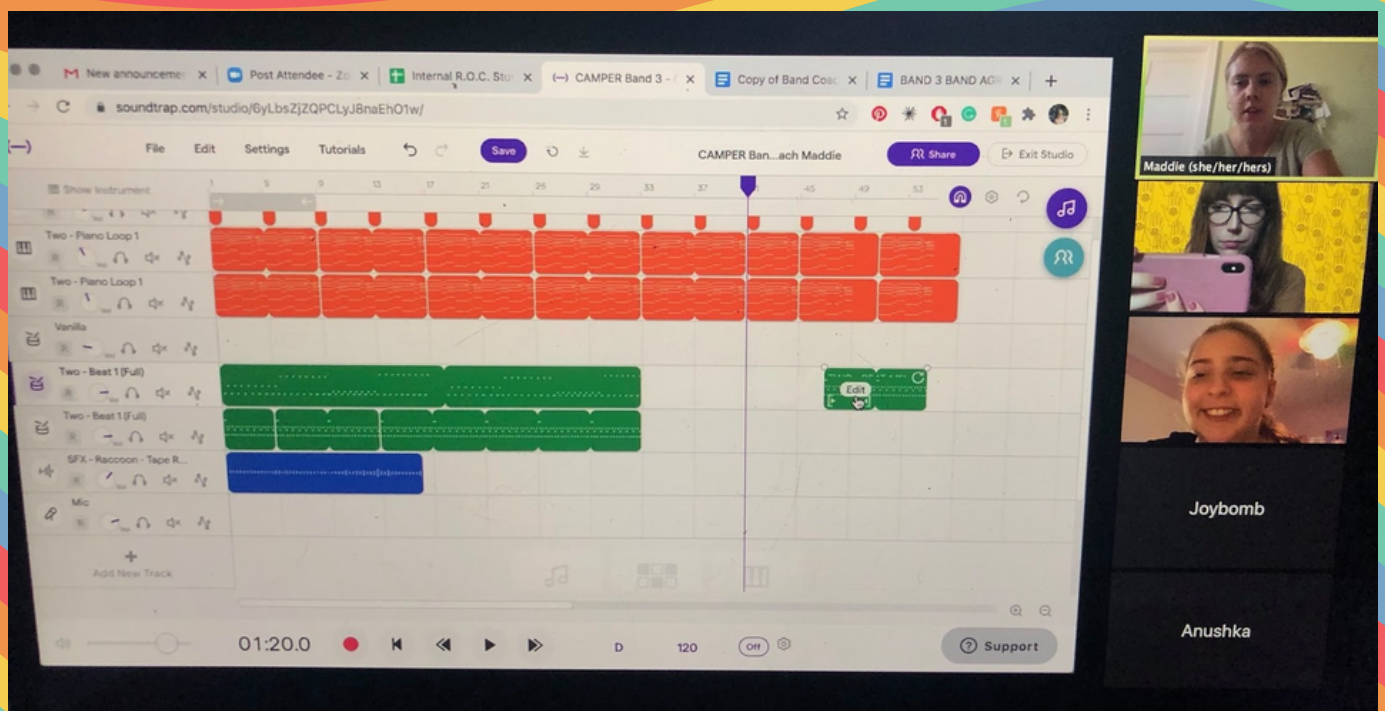 New announceme
Post Attendee - Zo
Internal R.O.C. Stu
CAMPER Band 3 -
Copy of Band Coac
BAND 3 BAND AG
soundtrap.com/studio/6yLbsZjZQPCLyJ8naEhO1w/
File Edit Settings Tutorials Save CAMPER Ban...ach Maddie Share Exit Studio
Show Instrument
1 5 9 13 17 21 25 29 33 37 45 49 53
Two - Piano Loop 1
Two - Piano Loop 1
Vanilla
Two - Beat 1 (Full)
Edit
Two - Beat 1 (Full)
SFX - Raccoon - Tape R...
Mic
Add New Track
01:20.0 D 120 Off Support
Maddie (she/her/hers)
Joybomb
Anushka